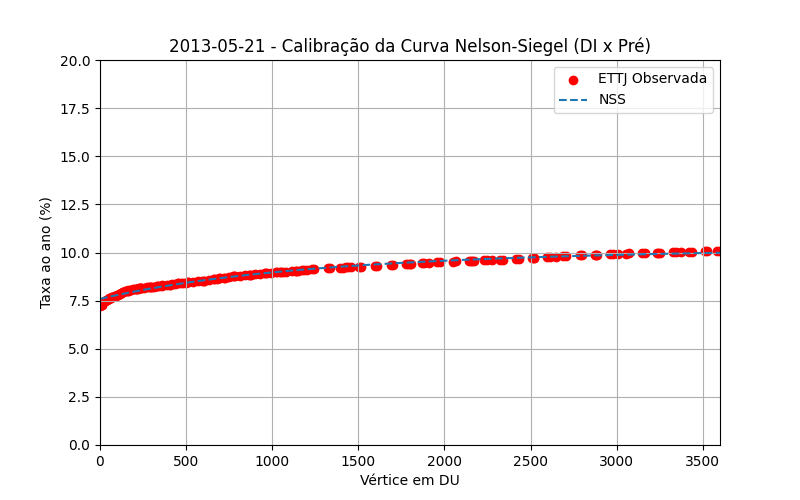 2013-05-21 - Calibração da Curva Nelson-Siegel (DI x Pré)
20.0
17.5
15.0
12.5
10.0
7.5
5.0
2.5
0.0
Taxa ao ano (%)
ETTJ Observada
NSS
0 500 1000 1500 2000 2500 3000 3500
Vértice em DU